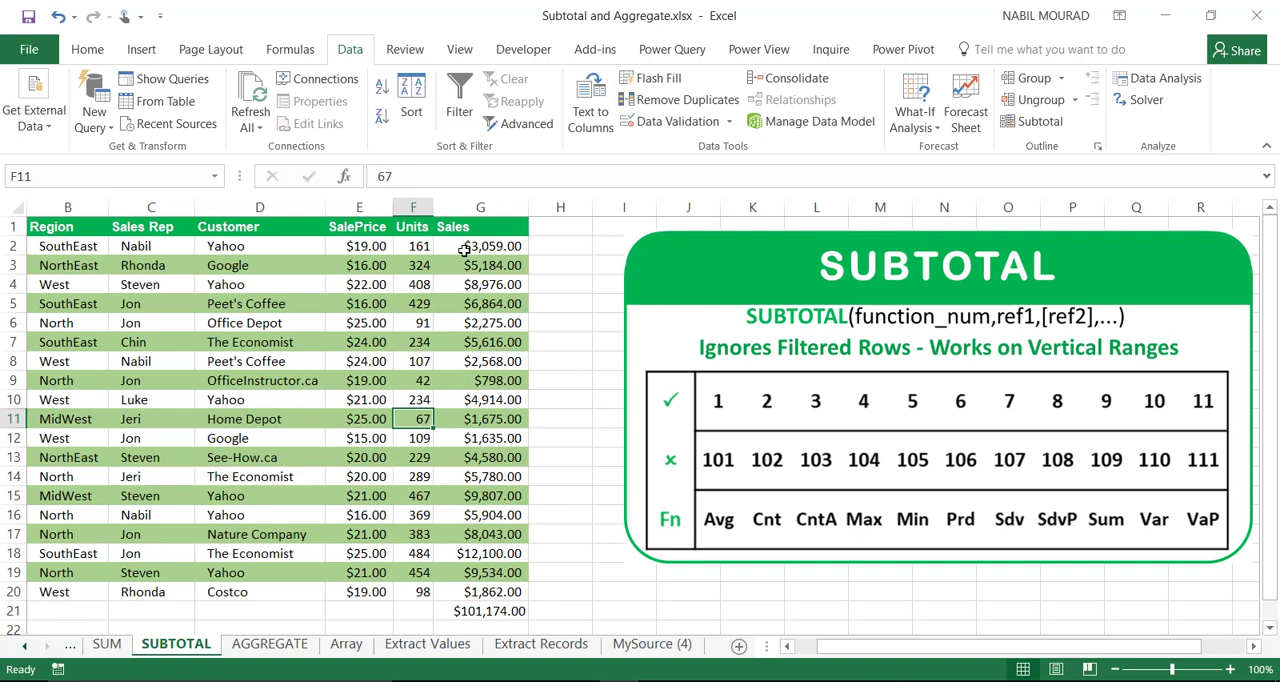 Subtotal and Aggregate.xlsx - Excel
NABIL MOURAD
File Home Insert Page Layout Formulas Data Review View Developer Add-ins Power Query Power View Inquire Power Pivot Tell me what you want to do Share
Get External Data
New Query
Show Queries
From Table
Recent Sources
Get & Transform
Refresh All
Connections
Properties
Edit Links
Connections
Sort
Filter
Clear
Reapply
Advanced
Sort & Filter
Text to Columns
Flash Fill
Remove Duplicates
Data Validation
Consolidate
Relationships
Manage Data Model
Data Tools
What-If Analysis
Forecast Sheet
Forecast
Group
Ungroup
Subtotal
Outline
Data Analysis
Solver
Analyze
F11 fx 67
B C D E F G H I J K L M N O P Q R
1 Region Sales Rep Customer SalePrice Units Sales
2 SouthEast Nabil Yahoo $19.00 161 $3,059.00
3 NorthEast Rhonda Google $16.00 324 $5,184.00
4 West Steven Yahoo $22.00 408 $8,976.00
5 SouthEast Jon Peet's Coffee $16.00 429 $6,864.00
6 North Jon Office Depot $25.00 91 $2,275.00
7 SouthEast Chin The Economist $24.00 234 $5,616.00
8 West Nabil Peet's Coffee $24.00 107 $2,568.00
9 North Jon OfficeInstructor.ca $19.00 42 $798.00
10 West Luke Yahoo $21.00 234 $4,914.00
11 MidWest Jeri Home Depot $25.00 67 $1,675.00
12 West Jon Google $15.00 109 $1,635.00
13 NorthEast Steven See-How.ca $20.00 229 $4,580.00
14 North Jeri The Economist $20.00 289 $5,780.00
15 MidWest Steven Yahoo $21.00 467 $9,807.00
16 North Nabil Yahoo $16.00 369 $5,904.00
17 North Jon Nature Company $21.00 383 $8,043.00
18 SouthEast Jon The Economist $25.00 484 $12,100.00
19 North Steven Yahoo $21.00 454 $9,534.00
20 West Rhonda Costco $19.00 98 $1,862.00
21 $101,174.00
22
SUBTOTAL
SUBTOTAL(function_num,ref1,[ref2],...)
Ignores Filtered Rows - Works on Vertical Ranges
✓ 1 2 3 4 5 6 7 8 9 10 11
× 101 102 103 104 105 106 107 108 109 110 111
Fn Avg Cnt CntA Max Min Prd Sdv SdvP Sum Var VaP
... SUM SUBTOTAL AGGREGATE Array Extract Values Extract Records MySource (4)
Ready 100%